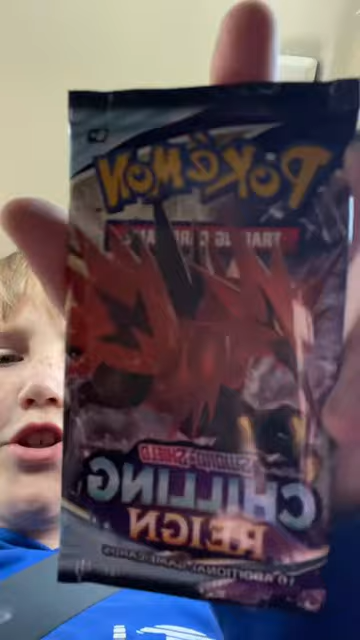 POKéMON
TRADING CARD GAME
SWORD & SHIELD
CHILLING
REIGN
10 ADDITIONAL GAME CARDS